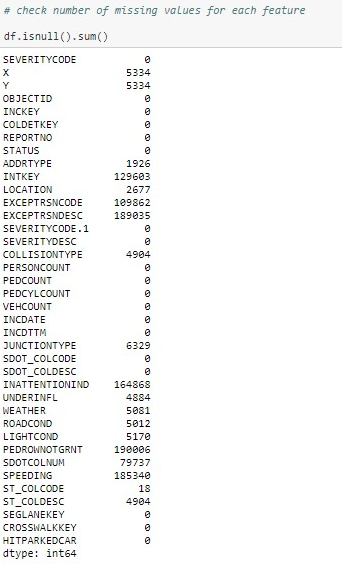 # check number of missing values for each feature
df.isnull().sum()
SEVERITYCODE 0
X 5334
Y 5334
OBJECTID 0
INCKEY 0
COLDETKEY 0
REPORTNO 0
STATUS 0
ADDRTYPE 1926
INTKEY 129603
LOCATION 2677
EXCEPTRSNCODE 109862
EXCEPTRSNDESC 189035
SEVERITYCODE.1 0
SEVERITYDESC 0
COLLISIONTYPE 4904
PERSONCOUNT 0
PEDCOUNT 0
PEDCYLCOUNT 0
VEHCOUNT 0
INCDATE 0
INCDTTM 0
JUNCTIONTYPE 6329
SDOT_COLCODE 0
SDOT_COLDESC 0
INATTENTIONIND 164868
UNDERINFL 4884
WEATHER 5081
ROADCOND 5012
LIGHTCOND 5170
PEDROWNOTGRNT 190006
SDOTCOLNUM 79737
SPEEDING 185340
ST_COLCODE 18
ST_COLDESC 4904
SEGLANEKEY 0
CROSSWALKKEY 0
HITPARKEDCAR 0
dtype: int64